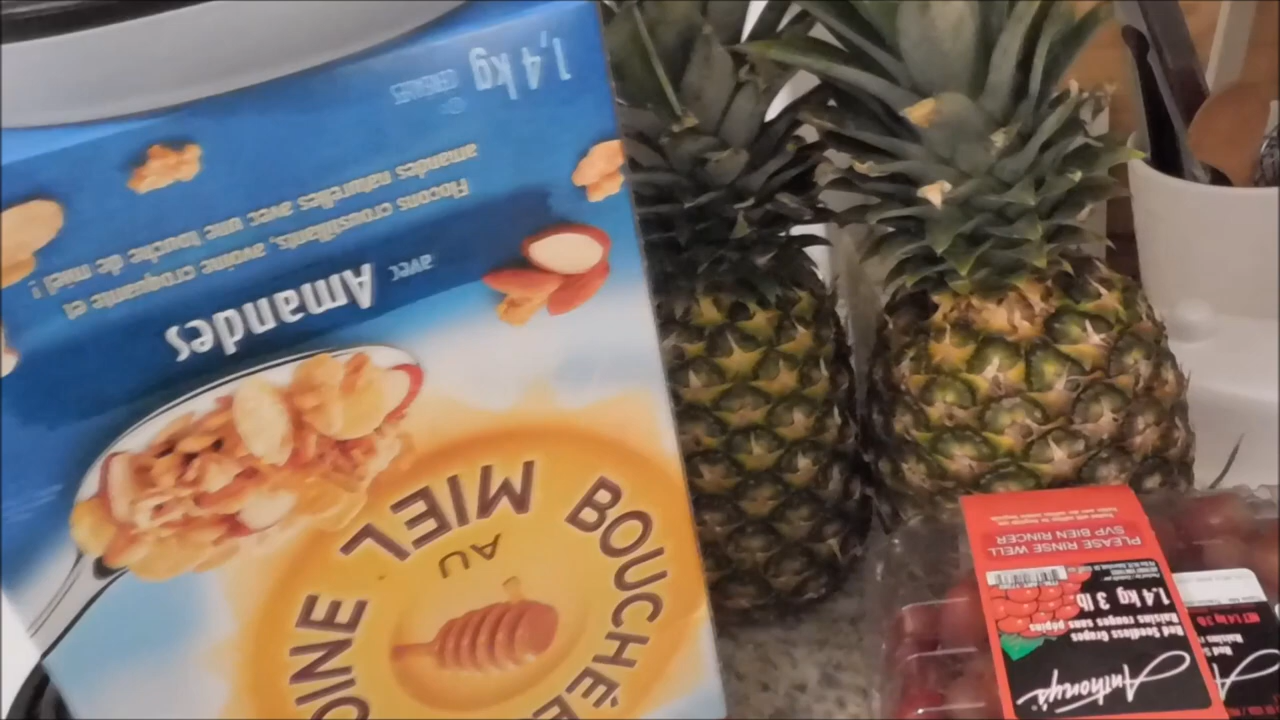 BOUCHÉE
AU
MIEL
OINE
avec Amandes
Flocons croustillants, avoine croquante et
amandes naturelles avec une touche de miel !
1,4 kg
CÉRÉALES
Anthony's
Red Seedless Grapes
Raisins rouges sans pépins
1.4 kg 3 lb
PLEASE RINSE WELL
SVP BIEN RINCER